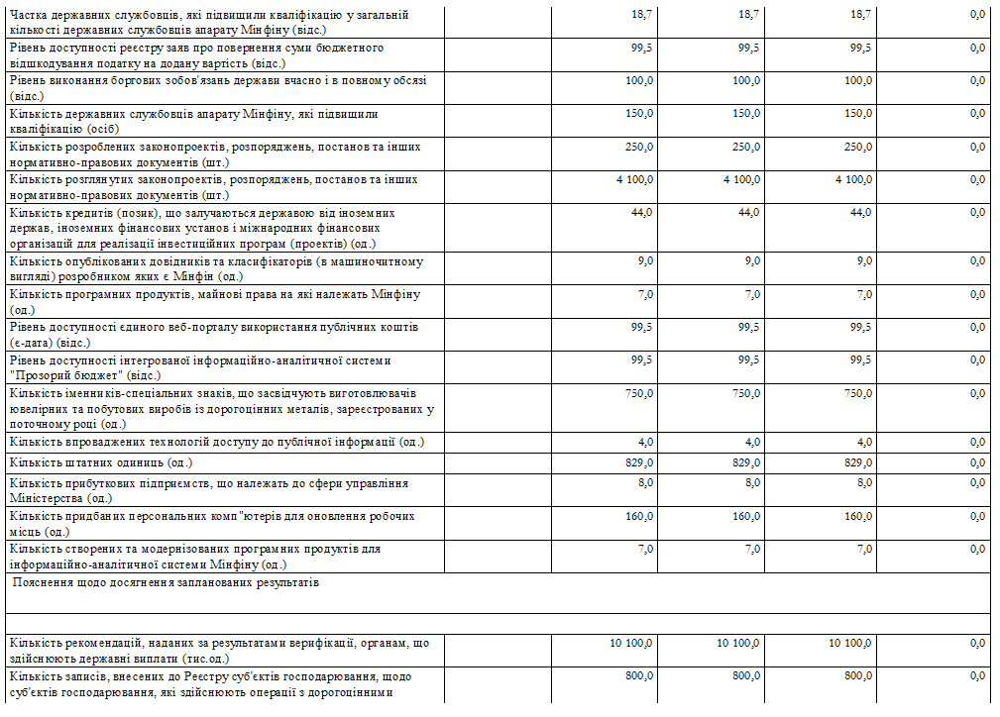 Частка державних службовців, які підвищили кваліфікацію у загальній 18,7 18,7 18,7 0,0
кількості державних службовців апарату Мінфіну (відс.)
Рівень доступності реєстру заяв про повернення суми бюджетного 99,5 99,5 99,5 0,0
відшкодування податку на додану вартість (відс.)
Рівень виконання боргових зобов'язань держави вчасно і в повному обсязі 100,0 100,0 100,0 0,0
(відс.)
Кількість державних службовців апарату Мінфіну, які підвищили 150,0 150,0 150,0 0,0
кваліфікацію (осіб)
Кількість розроблених законопроектів, розпоряджень, постанов та інших 250,0 250,0 250,0 0,0
нормативно-правових документів (шт.)
Кількість розглянутих законопроектів, розпоряджень, постанов та інших 4 100,0 4 100,0 4 100,0 0,0
нормативно-правових документів (шт.)
Кількість кредитів (позик), що залучаються державою від іноземних 44,0 44,0 44,0 0,0
держав, іноземних фінансових установ і міжнародних фінансових
організацій для реалізації інвестиційних програм (проектів) (од.)
Кількість опублікованих довідників та класифікаторів (в машиночитному 9,0 9,0 9,0 0,0
вигляді) розробником яких є Мінфін (од.)
Кількість програмних продуктів, майнові права на які належать Мінфіну 7,0 7,0 7,0 0,0
(од.)
Рівень доступності єдиного веб-порталу використання публічних коштів 99,5 99,5 99,5 0,0
(є-дата) (відс.)
Рівень доступності інтегрованої інформаційно-аналітичної системи 99,5 99,5 99,5 0,0
"Прозорий бюджет" (відс.)
Кількість іменників-спеціальних знаків, що засвідчують виготовлювачів 750,0 750,0 750,0 0,0
ювелірних та побутових виробів із дорогоцінних металів, зареєстрованих у
поточному році (од.)
Кількість впроваджених технологій доступу до публічної інформації (од.) 4,0 4,0 4,0 0,0
Кількість штатних одиниць (од.) 829,0 829,0 829,0 0,0
Кількість прибуткових підприємств, що належать до сфери управління 8,0 8,0 8,0 0,0
Міністерства (од.)
Кількість придбаних персональних комп"ютерів для оновлення робочих 160,0 160,0 160,0 0,0
місць (од.)
Кількість створених та модернізованих програмних продуктів для 7,0 7,0 7,0 0,0
інформаційно-аналітичної системи Мінфіну (од.)
Пояснення щодо досягнення запланованих результатів
Кількість рекомендацій, наданих за результатами верифікації, органам, що 10 100,0 10 100,0 10 100,0 0,0
здійснюють державні виплати (тис.од.)
Кількість записів, внесених до Реєстру суб'єктів господарювання, щодо 800,0 800,0 800,0 0,0
суб'єктів господарювання, які здійснюють операції з дорогоцінними